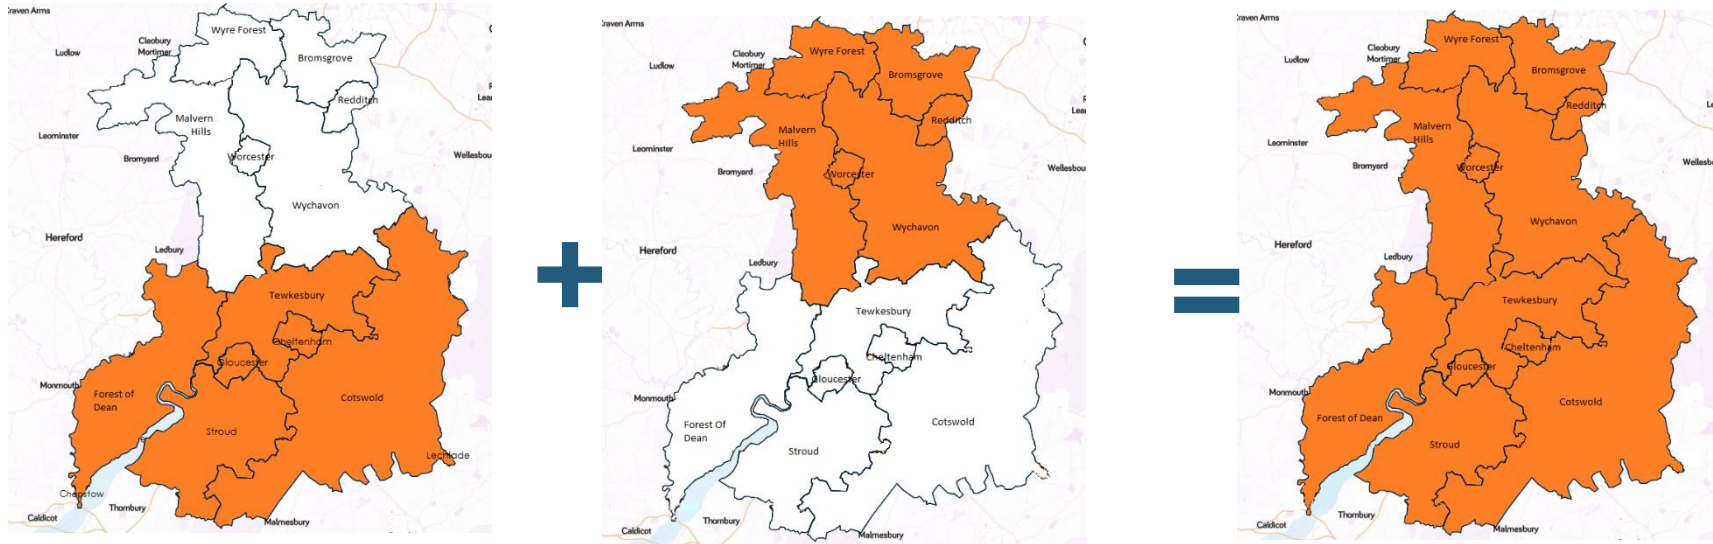 Craven Arms
Wyre Forest
Ludlow
Cleobury
Mortimer
Bromsgrove
Redditch
Lea
Malvern
Hills
Leominster
Bromyard
Worcester
Wellesbou
Wychavon
Hereford
Ledbury
Tewkesbury
Cheltenham
Gloucester
Monmouth
Forest of
Dean
Cotswold
Stroud
Lechlade
Chepstow
Thornbury
Caldicot
Malmesbury
+
Craven Arms
Wyre Forest
Cleobury
Mortimer
Ludlow
Bromsgrove
Redditch
Lea
Malvern
Hills
Leominster
Bromyard
Worcester
Wellesbou
Wychavon
Hereford
Ledbury
Tewkesbury
Cheltenham
Gloucester
Monmouth
Forest Of
Dean
Cotswold
Stroud
Thornbury
Caldicot
Malmesbury
=
Craven Arms
Wyre Forest
Cleobury
Mortimer
Ludlow
Bromsgrove
Redditch
Malvern
Hills
Leominster
Bromyard
Worcester
Wellesbo
Wychavon
Hereford
Ledbury
Tewkesbury
Cheltenham
Gloucester
Monmouth
Cotswold
Forest of Dean
Stroud
Thornbury
Caldicot
Malmesbury